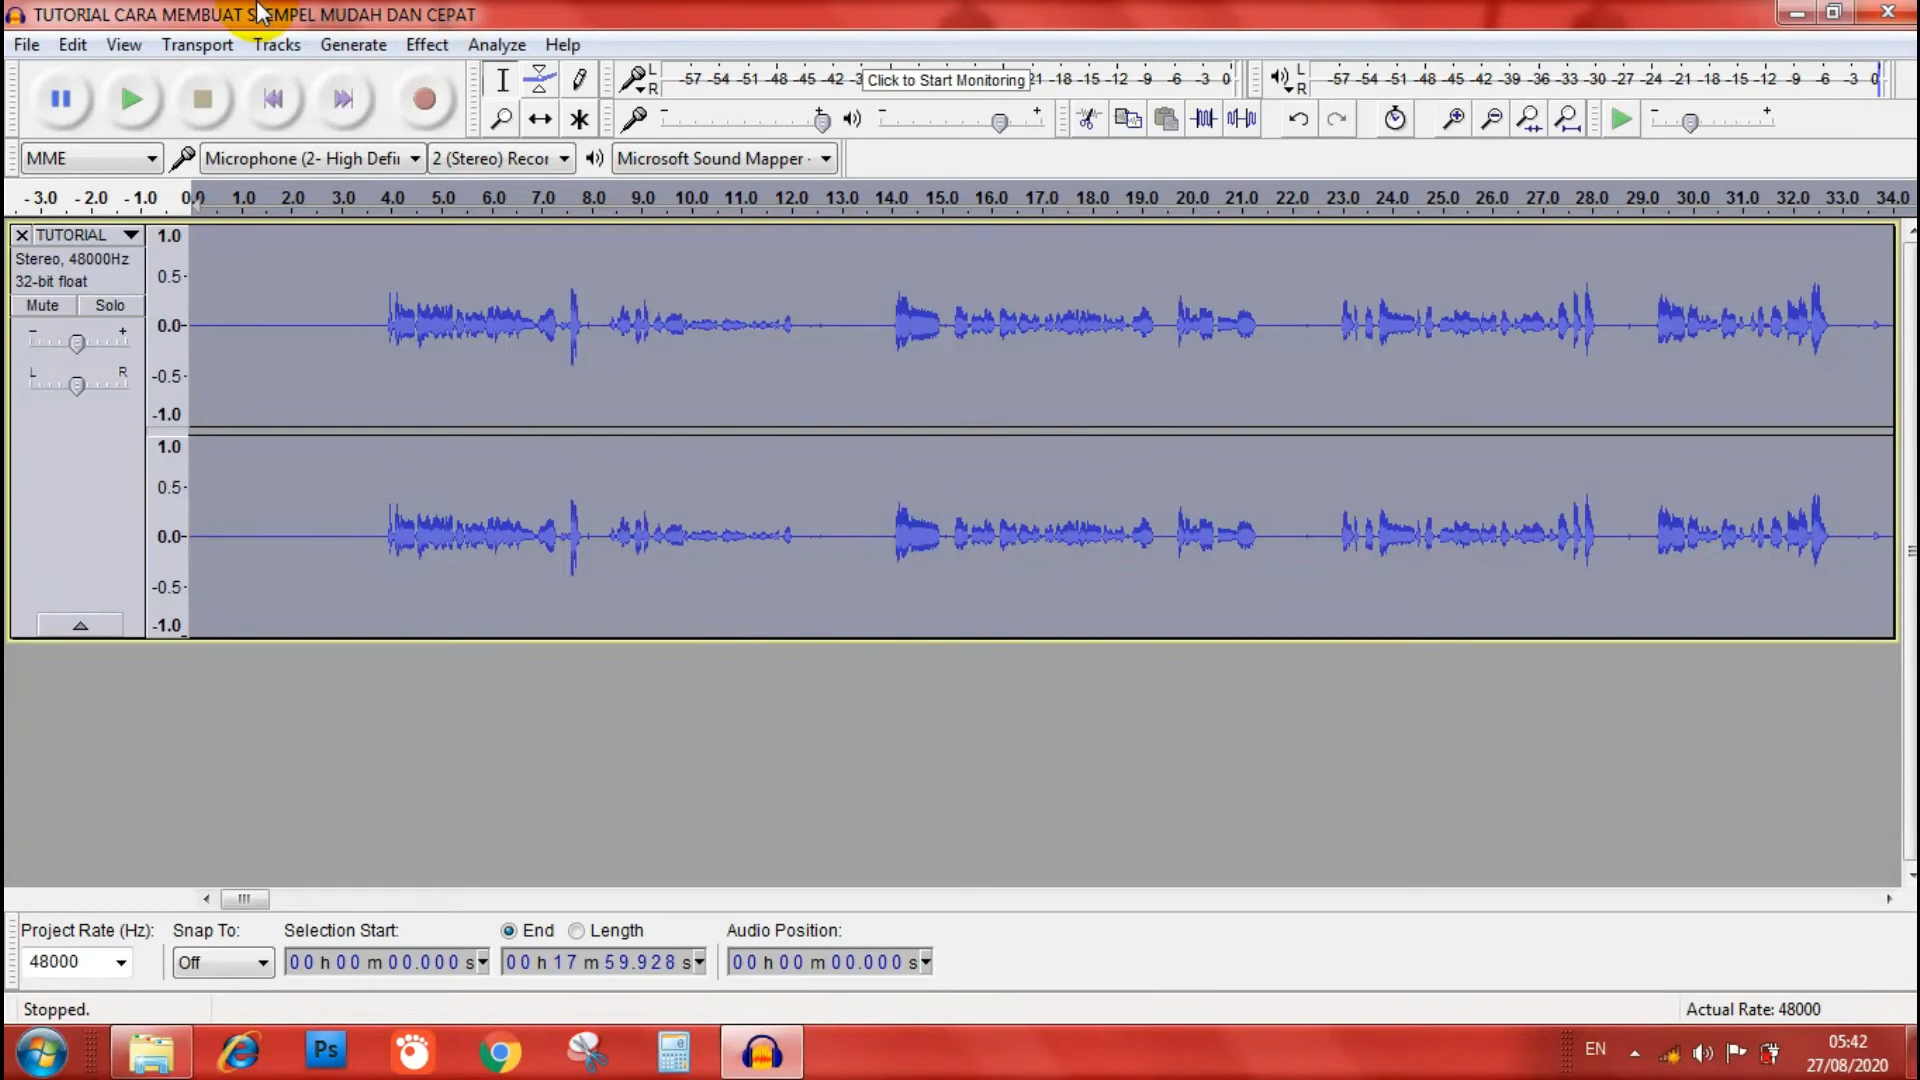 TUTORIAL CARA MEMBUAT S EMPEL MUDAH DAN CEPAT
File Edit View Transport Tracks Generate Effect Analyze Help
L R -57 -54 -51 -48 -45 -42 -3 Click to Start Monitoring 21 -18 -15 -12 -9 -6 -3 0
L R -57 -54 -51 -48 -45 -42 -39 -36 -33 -30 -27 -24 -21 -18 -15 -12 -9 -6 -3 0
MME Microphone (2- High Defii 2 (Stereo) Recor Microsoft Sound Mapper ·
- 3.0 - 2.0 - 1.0 0.0 1.0 2.0 3.0 4.0 5.0 6.0 7.0 8.0 9.0 10.0 11.0 12.0 13.0 14.0 15.0 16.0 17.0 18.0 19.0 20.0 21.0 22.0 23.0 24.0 25.0 26.0 27.0 28.0 29.0 30.0 31.0 32.0 33.0 34.0
TUTORIAL
Stereo, 48000Hz
32-bit float
Mute Solo
- +
L R
1.0
0.5
0.0
-0.5
-1.0
1.0
0.5
0.0
-0.5
-1.0
Project Rate (Hz): Snap To: Selection Start: End Length Audio Position:
48000 Off 00 h 00 m 00.000 s 00 h 17 m 59.928 s 00 h 00 m 00.000 s
Stopped. Actual Rate: 48000
Ps EN 05:42
27/08/2020